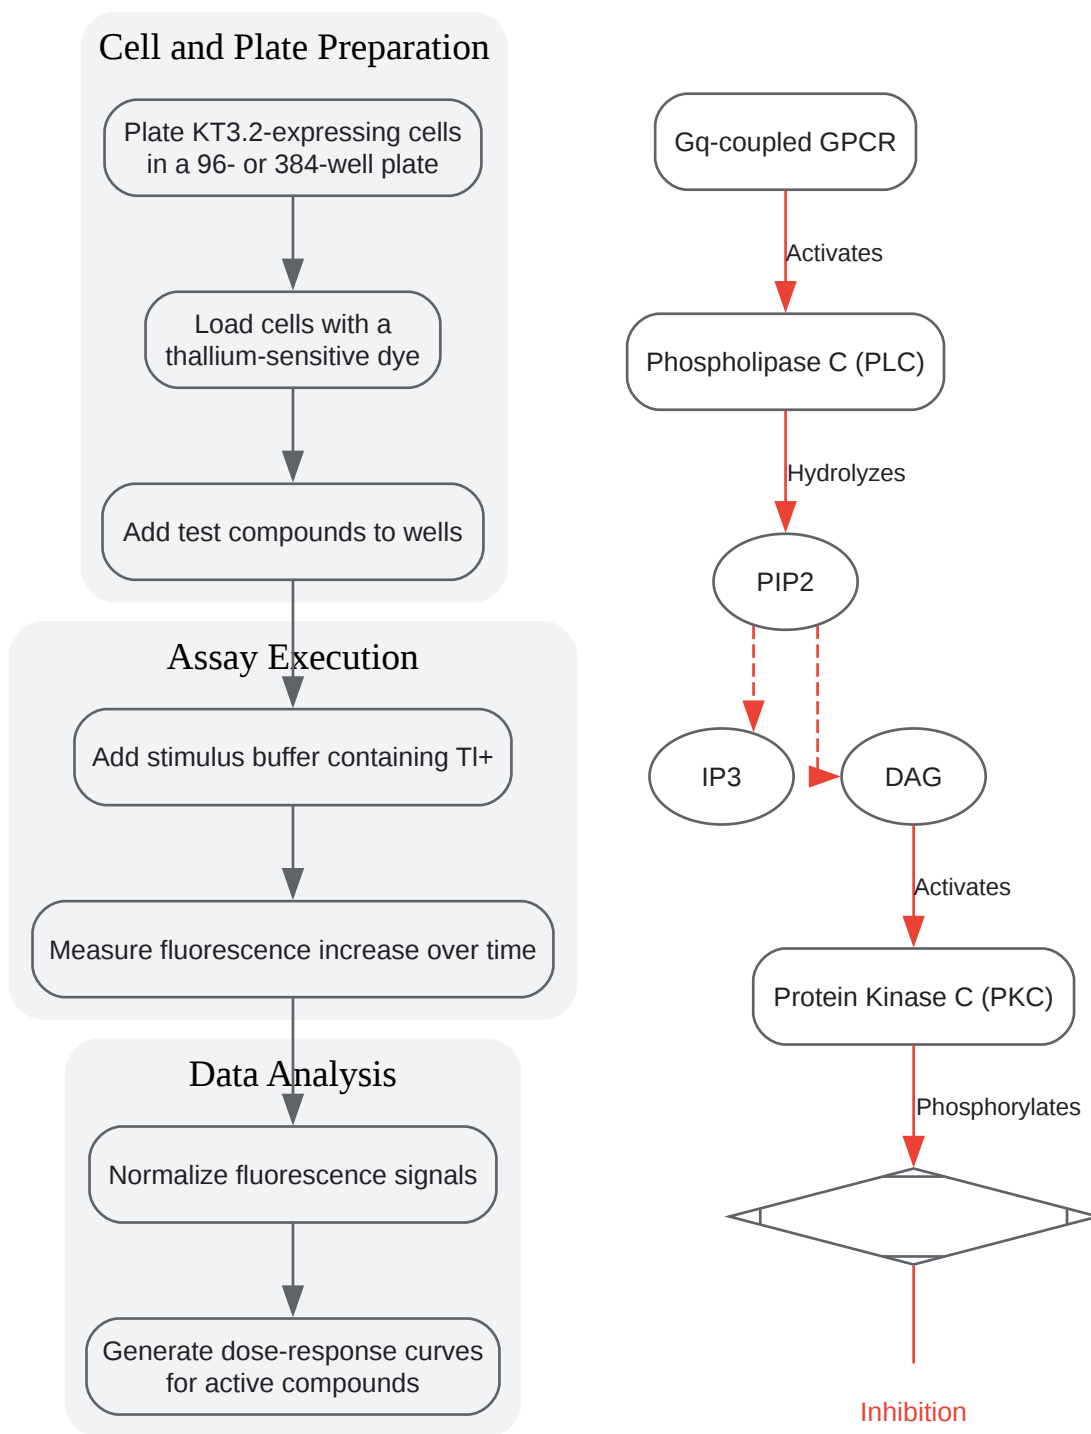 Cell and Plate Preparation
Plate KT3.2-expressing cells
in a 96- or 384-well plate
Load cells with a
thallium-sensitive dye
Add test compounds to wells
Assay Execution
Add stimulus buffer containing Tl+
Measure fluorescence increase over time
Data Analysis
Normalize fluorescence signals
Generate dose-response curves
for active compounds
Gq-coupled GPCR
Activates
Phospholipase C (PLC)
Hydrolyzes
PIP2
IP3
DAG
Activates
Protein Kinase C (PKC)
Phosphorylates
Inhibition